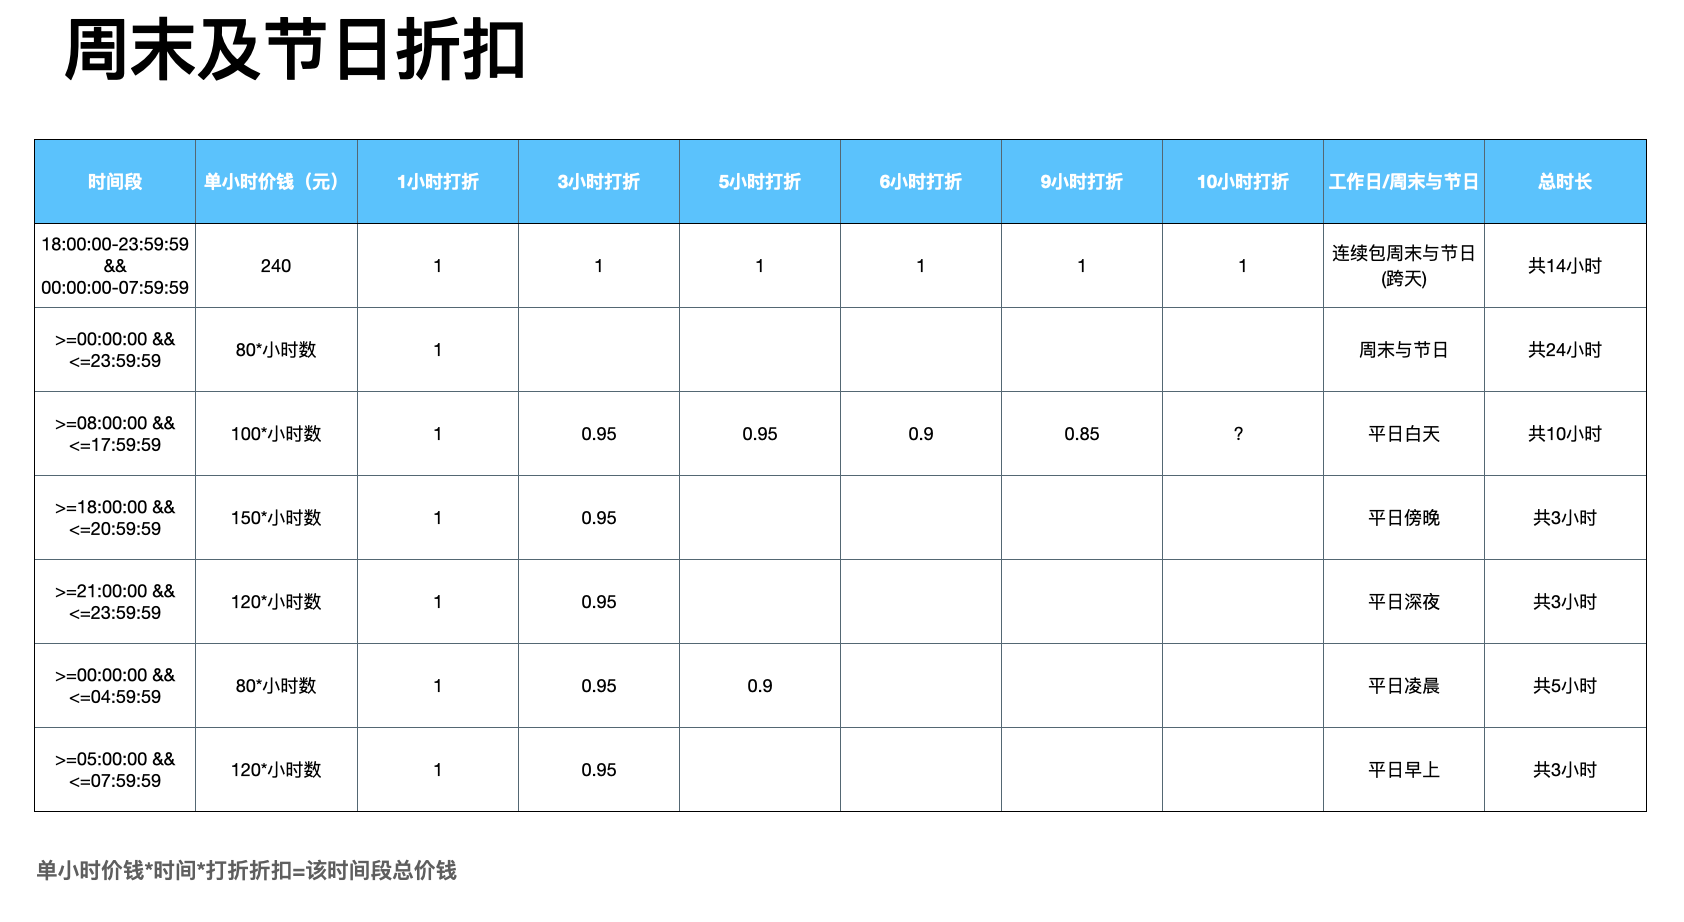 周末及节日折扣
时间段 单小时价钱（元） 1小时打折 3小时打折 5小时打折 6小时打折 9小时打折 10小时打折 工作日/周末与节日 总时长
18:00:00-23:59:59
&&
00:00:00-07:59:59
240 1 1 1 1 1 1
连续包周末与节日
(跨天)
共14小时
>=00:00:00 &&
<=23:59:59
80*小时数 1 周末与节日 共24小时
>=08:00:00 &&
<=17:59:59
100*小时数 1 0.95 0.95 0.9 0.85 ? 平日白天 共10小时
>=18:00:00 &&
<=20:59:59
150*小时数 1 0.95 平日傍晚 共3小时
>=21:00:00 &&
<=23:59:59
120*小时数 1 0.95 平日深夜 共3小时
>=00:00:00 &&
<=04:59:59
80*小时数 1 0.95 0.9 平日凌晨 共5小时
>=05:00:00 &&
<=07:59:59
120*小时数 1 0.95 平日早上 共3小时
单小时价钱*时间*打折折扣=该时间段总价钱